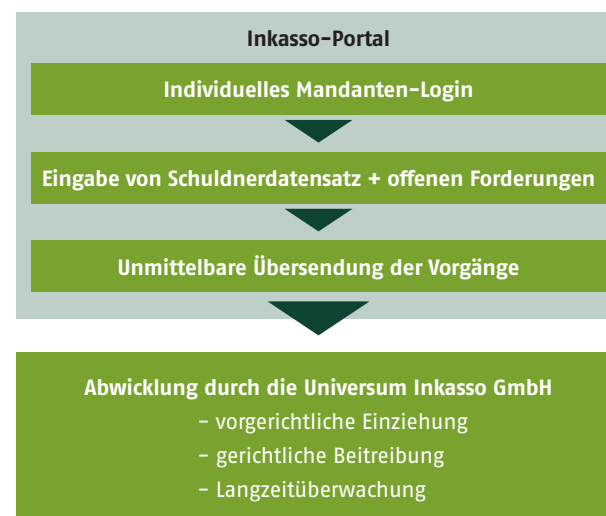 Inkasso-Portal
Individuelles Mandanten-Login
Eingabe von Schuldnerdatensatz + offenen Forderungen
Unmittelbare Übersendung der Vorgänge
Abwicklung durch die Universum Inkasso GmbH
- vorgerichtliche Einziehung
- gerichtliche Beitreibung
- Langzeitüberwachung